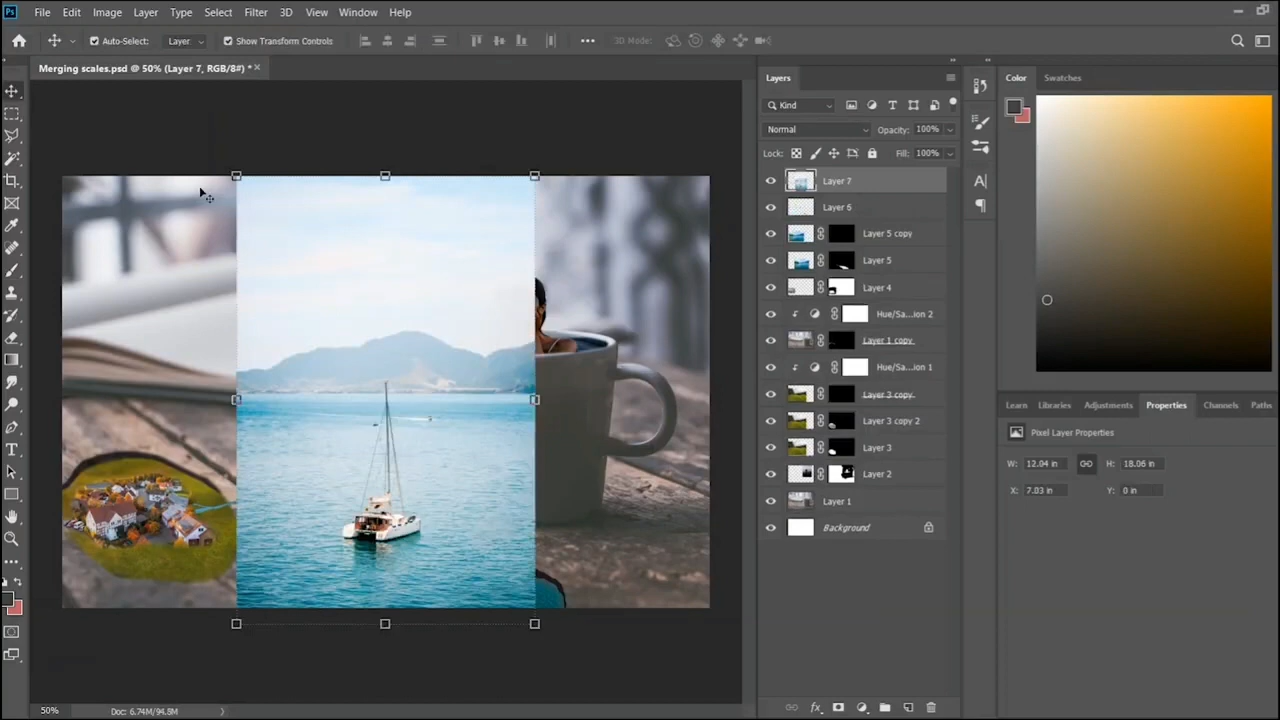 Ps File Edit Image Layer Type Select Filter 3D View Window Help
Auto-Select: Layer Show Transform Controls 3D Mode:
Merging scales.psd @ 50% (Layer 7, RGB/8#) * ×
Layers
Kind
Normal Opacity: 100%
Lock: Fill: 100%
Layer 7
Layer 6
Layer 5 copy
Layer 5
Layer 4
Hue/Sa...ion 2
Layer 1 copy
Hue/Sa...ion 1
Layer 3 copy
Layer 3 copy 2
Layer 3
Layer 2
Layer 1
Background
fx
Color Swatches
Learn Libraries Adjustments Properties Channels Paths
Pixel Layer Properties
W: 12.04 in H: 18.06 in
X: 7.03 in Y: 0 in
50% Doc: 6.74M/94.8M